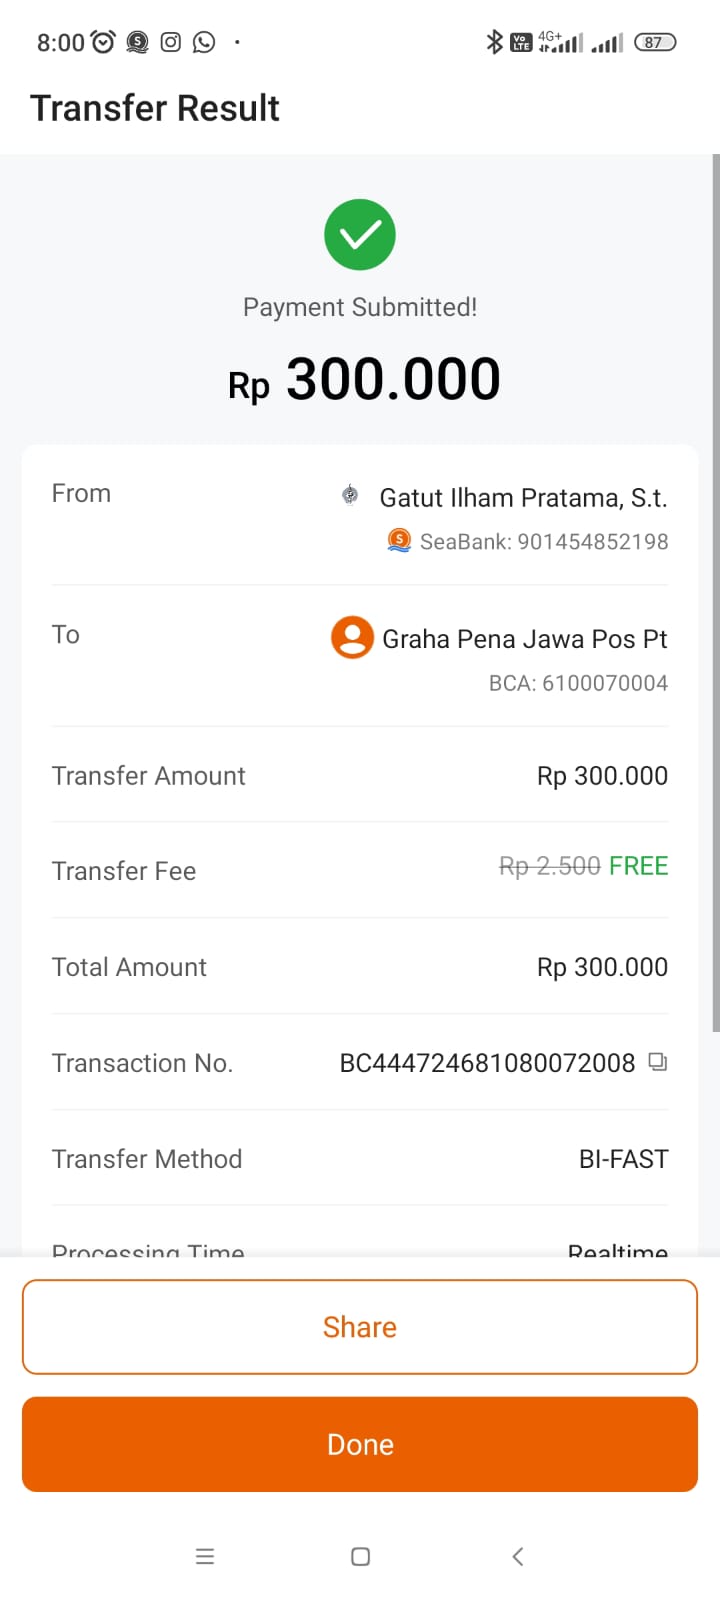 8:00
4G+
Vo LTE
87
Transfer Result
Payment Submitted!
Rp 300.000
From
Gatut Ilham Pratama, S.t.
SeaBank: 901454852198
To
Graha Pena Jawa Pos Pt
BCA: 6100070004
Transfer Amount
Rp 300.000
Transfer Fee
Rp 2.500 FREE
Total Amount
Rp 300.000
Transaction No.
BC444724681080072008
Transfer Method
BI-FAST
Processing Time
Realtime
Share
Done